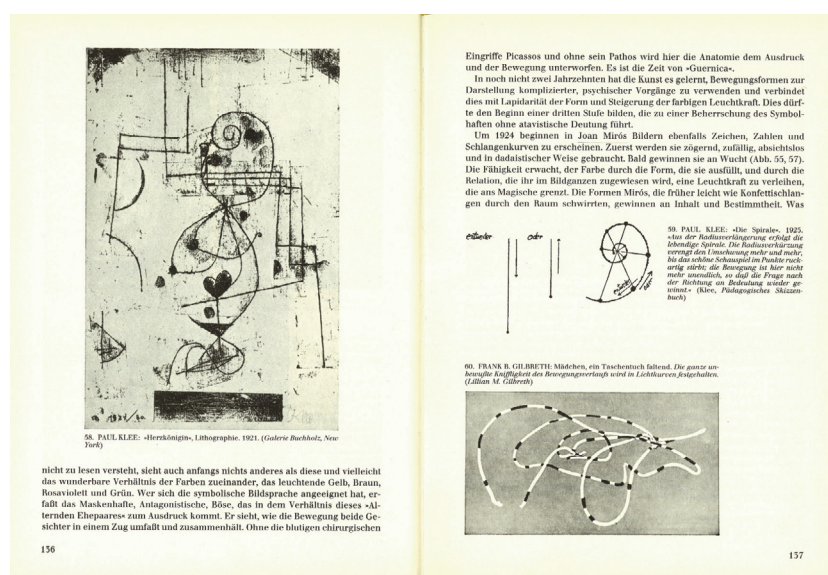 58. PAUL KLEE: »Herzkönigin«, Lithographie. 1921. (Galerie Buchholz, New
York)
nicht zu lesen versteht, sieht auch anfangs nichts anderes als diese und vielleicht
das wunderbare Verhältnis der Farben zueinander, das leuchtende Gelb, Braun,
Rosaviolett und Grün. Wer sich die symbolische Bildsprache angeeignet hat, er-
faßt das Maskenhafte, Antagonistische, Böse, das in dem Verhältnis dieses »Al-
ternden Ehepaares« zum Ausdruck kommt. Er sieht, wie die Bewegung beide Ge-
sichter in einem Zug umfaßt und zusammenhält. Ohne die blutigen chirurgischen
136
Eingriffe Picassos und ohne sein Pathos wird hier die Anatomie dem Ausdruck
und der Bewegung unterworfen. Es ist die Zeit von »Guernica«.
In noch nicht zwei Jahrzehnten hat die Kunst es gelernt, Bewegungsformen zur
Darstellung komplizierter, psychischer Vorgänge zu verwenden und verbindet
dies mit Lapidarität der Form und Steigerung der farbigen Leuchtkraft. Dies dürf-
te den Beginn einer dritten Stufe bilden, die zu einer Beherrschung des Symbol-
haften ohne atavistische Deutung führt.
Um 1924 beginnen in Joan Mirós Bildern ebenfalls Zeichen, Zahlen und
Schlangenkurven zu erscheinen. Zuerst werden sie zögernd, zufällig, absichtslos
und in dadaistischer Weise gebraucht. Bald gewinnen sie an Wucht (Abb. 55, 57).
Die Fähigkeit erwacht, der Farbe durch die Form, die sie ausfüllt, und durch die
Relation, die ihr im Bildganzen zugewiesen wird, eine Leuchtkraft zu verleihen,
die ans Magische grenzt. Die Formen Mirós, die früher leicht wie Konfettischlan-
gen durch den Raum schwirrten, gewinnen an Inhalt und Bestimmtheit. Was
entweder oder
59. PAUL KLEE: »Die Spirale«. 1925.
»Aus der Radiusverlängerung erfolgt die
lebendige Spirale. Die Radiusverkürzung
verengt den Umschwung mehr und mehr,
bis das schöne Schauspiel im Punkte ruck-
artig stirbt; die Bewegung ist hier nicht
mehr unendlich, so daß die Frage nach
der Richtung an Bedeutung wieder ge-
winnt.« (Klee, Pädagogisches Skizzen-
buch)
60. FRANK B. GILBRETH: Mädchen, ein Taschentuch faltend. Die ganze un-
bewußte Kniffligkeit des Bewegungsverlaufs wird in Lichtkurven festgehalten.
(Lillian M. Gilbreth)
137